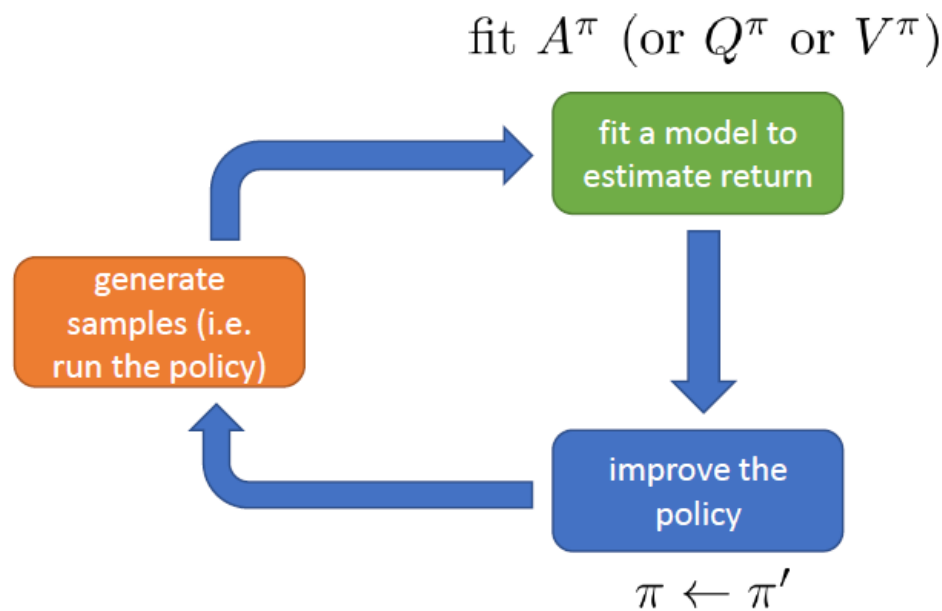 fit A^π (or Q^π or V^π)
fit a model to
estimate return
generate
samples (i.e.
run the policy)
improve the
policy
π ← π′